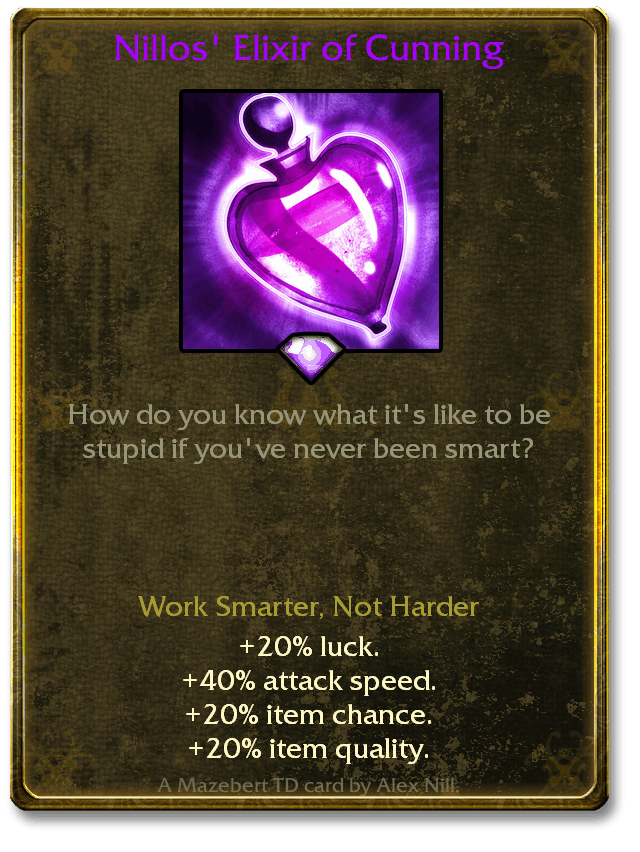 Nillos' Elixir of Cunning
How do you know what it's like to be
stupid if you've never been smart?
Work Smarter, Not Harder
+20% luck.
+40% attack speed.
+20% item chance.
+20% item quality.
A Mazebert TD card by Alex Nill.